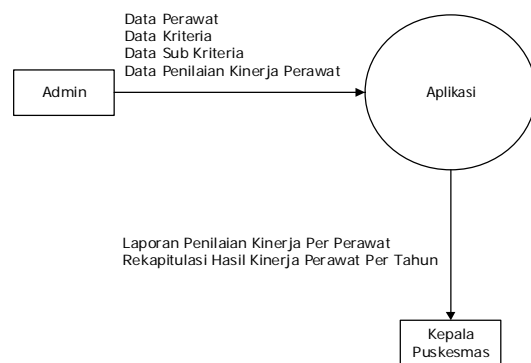 Data Perawat
Data Kriteria
Data Sub Kriteria
Data Penilaian Kinerja Perawat
Admin
Aplikasi
Laporan Penilaian Kinerja Per Perawat
Rekapitulasi Hasil Kinerja Perawat Per Tahun
Kepala
Puskesmas